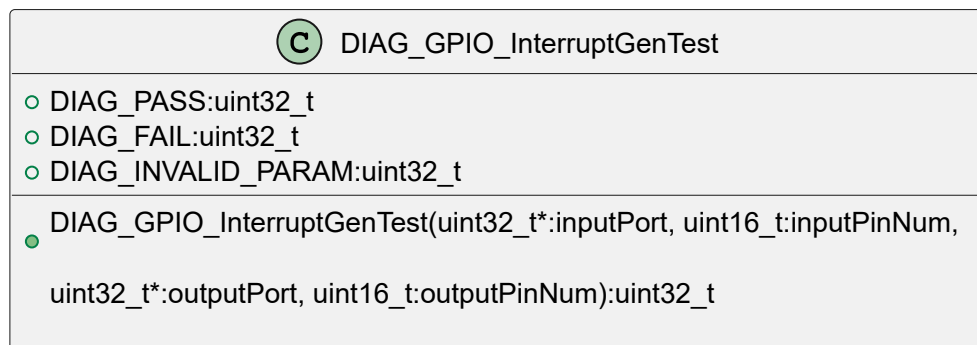 C DIAG_GPIO_InterruptGenTest
DIAG_PASS:uint32_t
DIAG_FAIL:uint32_t
DIAG_INVALID_PARAM:uint32_t
DIAG_GPIO_InterruptGenTest(uint32_t*:inputPort, uint16_t:inputPinNum,
uint32_t*:outputPort, uint16_t:outputPinNum):uint32_t